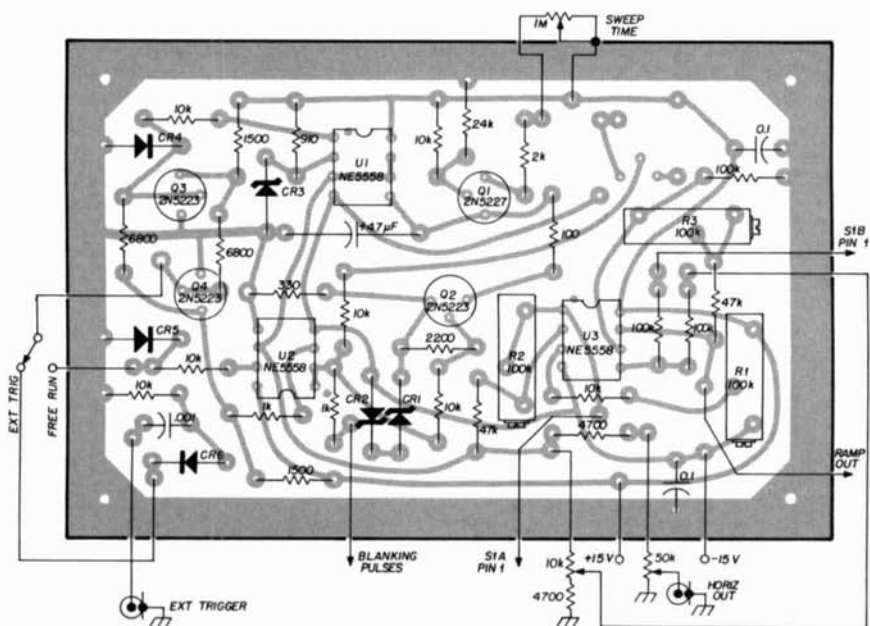 1M
SWEEP
TIME
10k
CR4
1500
910
U1
NE5558
10k
24k
2k
0.1
100k
Q3
2N5223
CR3
Q1
2N5227
6800
6800
+4.7μF
100
R3
100k
S1B
PIN 1
Q4
2N5223
330
10k
Q2
2N5223
47k
CR5
EXT TRIG
FREE RUN
10k
U2
NE5558
2200
R2
100k
U3
NE5558
100k
100k
R1
100k
10k
.001
1k
1k
CR2
CR1
10k
47k
10k
4700
CR6
1500
0.1
RAMP
OUT
BLANKING
PULSES
S1A
PIN 1
10k
4700
+15V
50k
-15V
HORIZ
OUT
EXT TRIGGER